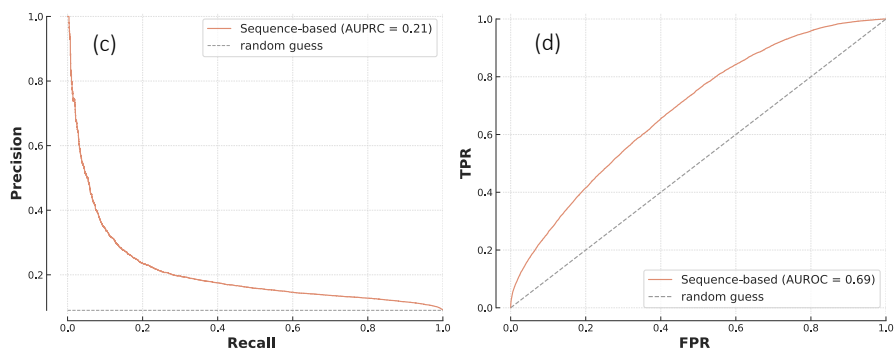 (c)
Sequence-based (AUPRC = 0.21)
random guess
1.0
0.8
0.6
0.4
0.2
Precision
0.0
0.2
0.4
0.6
0.8
1.0
Recall
(d)
1.0
0.8
0.6
0.4
0.2
0.0
TPR
Sequence-based (AUROC = 0.69)
random guess
0.0
0.2
0.4
0.6
0.8
1.0
FPR